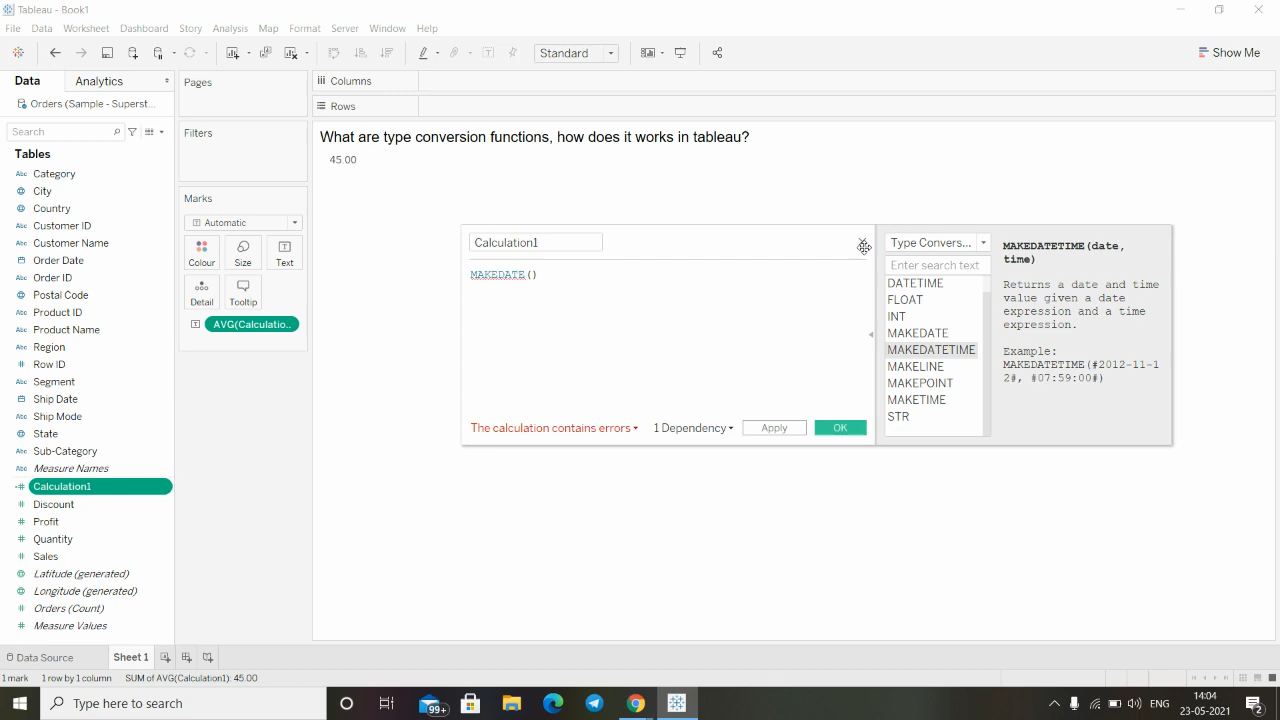 Tableau - Book1
File Data Worksheet Dashboard Story Analysis Map Format Server Window Help
Standard
Show Me
Data Analytics
Pages
Columns
Orders (Sample - Superst...
Rows
Search
Filters
What are type conversion functions, how does it works in tableau?
45.00
Tables
Category
City
Country
Customer ID
Customer Name
Order Date
Order ID
Postal Code
Product ID
Product Name
Region
Row ID
Segment
Ship Date
Ship Mode
State
Sub-Category
Measure Names
Calculation1
Discount
Profit
Quantity
Sales
Latitude (generated)
Longitude (generated)
Orders (Count)
Measure Values
Marks
Automatic
Colour Size Text
Detail Tooltip
AVG(Calculatio..
Calculation1
MAKEDATE()
The calculation contains errors
1 Dependency
Apply
OK
Type Convers...
Enter search text
DATETIME
FLOAT
INT
MAKEDATE
MAKEDATETIME
MAKELINE
MAKEPOINT
MAKETIME
STR
MAKEDATETIME(date,
time)
Returns a date and time
value given a date
expression and a time
expression.
Example:
MAKEDATETIME(#2012-11-1
2#, #07:59:00#)
Data Source
Sheet 1
1 mark 1 row by 1 column SUM of AVG(Calculation1): 45.00
Type here to search
99+
ENG
14:04
23-05-2021
2